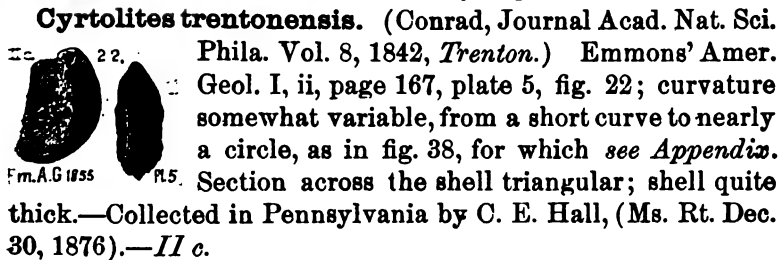 Cyrtolites trentonensis. (Conrad, Journal Acad. Nat. Sci.
Phila. Vol. 8, 1842, Trenton.) Emmons' Amer.
Geol. I, ii, page 167, plate 5, fig. 22; curvature
somewhat variable, from a short curve to nearly
a circle, as in fig. 38, for which see Appendix.
Section across the shell triangular; shell quite
thick.—Collected in Pennsylvania by C. E. Hall, (Ms. Rt. Dec.
30, 1876).—II c.
22.
Em.A.G 1855 Pl.5.